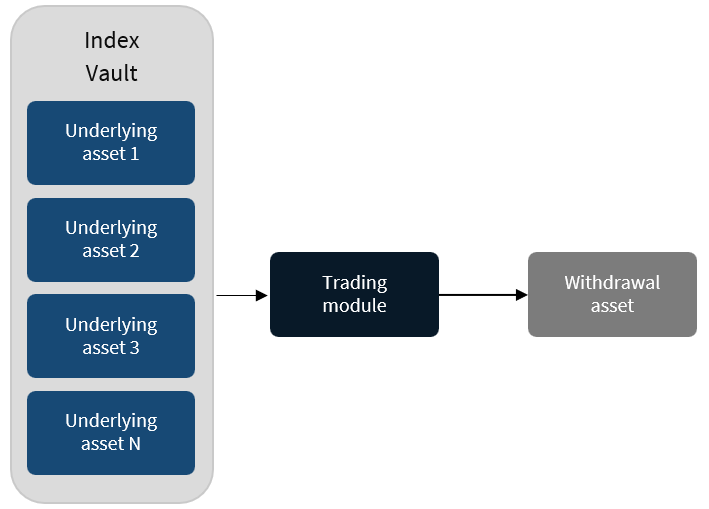 Index
Vault
Underlying
asset 1
Underlying
asset 2
Underlying
asset 3
Underlying
asset N
Trading
module
Withdrawal
asset